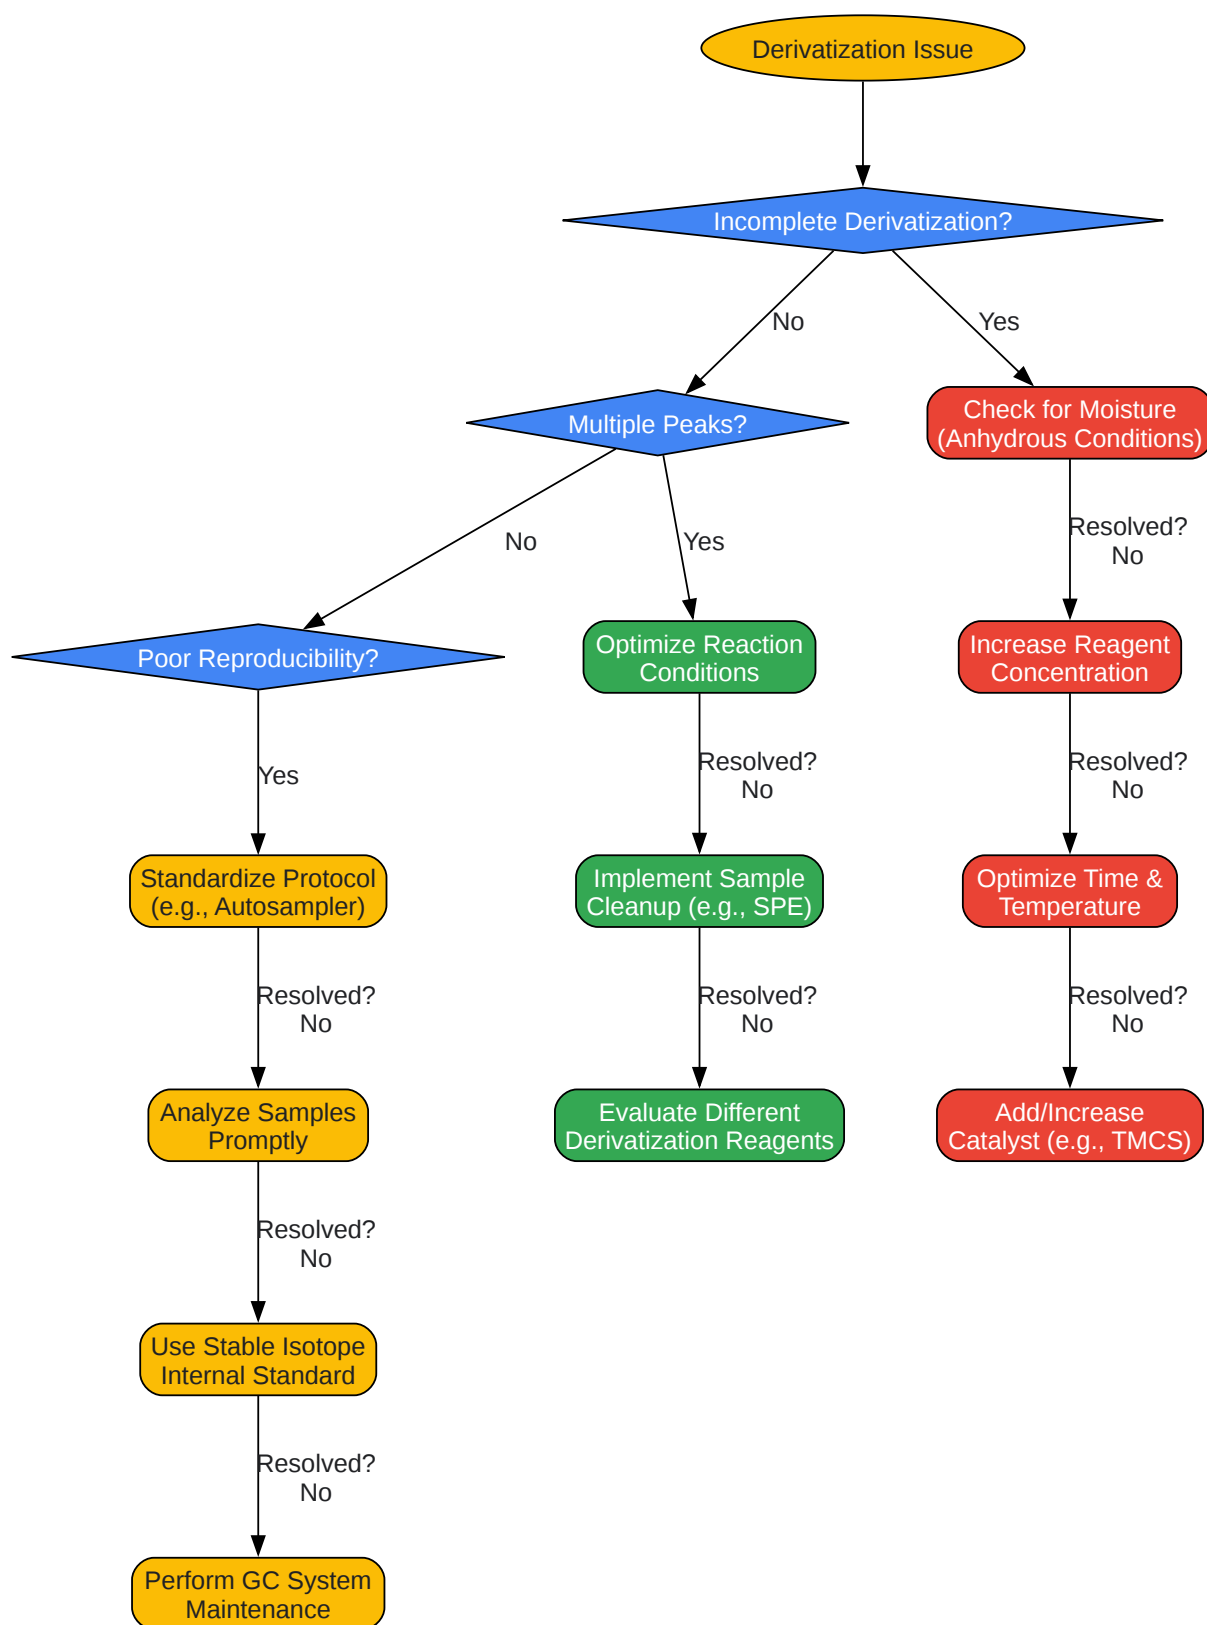 Derivatization Issue
Incomplete Derivatization?
No
Yes
Multiple Peaks?
Check for Moisture
(Anhydrous Conditions)
No
Yes
Resolved?
No
Poor Reproducibility?
Optimize Reaction
Conditions
Increase Reagent
Concentration
Yes
Resolved?
No
Resolved?
No
Standardize Protocol
(e.g., Autosampler)
Implement Sample
Cleanup (e.g., SPE)
Optimize Time &
Temperature
Resolved?
No
Resolved?
No
Resolved?
No
Analyze Samples
Promptly
Evaluate Different
Derivatization Reagents
Add/Increase
Catalyst (e.g., TMCS)
Resolved?
No
Use Stable Isotope
Internal Standard
Resolved?
No
Perform GC System
Maintenance